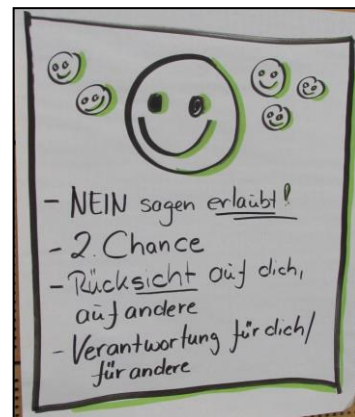 - NEIN sagen erlaubt!
- 2. Chance
- Rücksicht auf dich,
auf andere
- Verantwortung für dich/
für andere